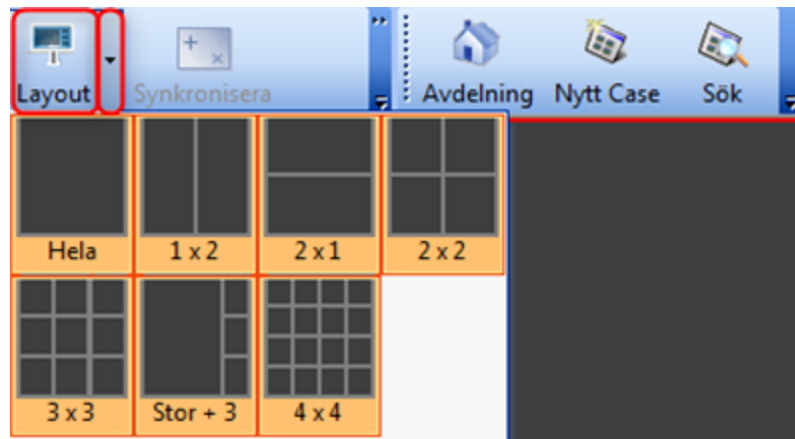 Layout Synkronisera Avdelning Nytt Case Sök
Hela 1 x 2 2 x 1 2 x 2
3 x 3 Stor + 3 4 x 4